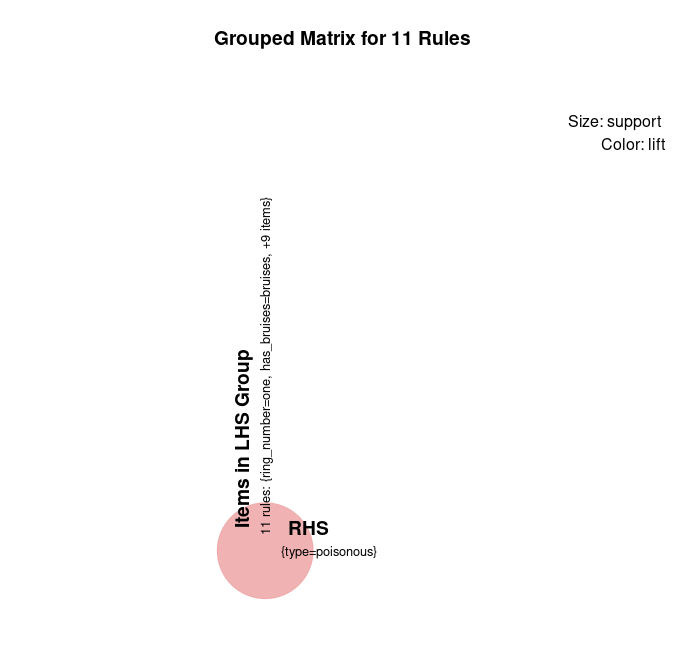 Grouped Matrix for 11 Rules
Size: support
Color: lift
Items in LHS Group
11 rules: {ring_number=one, has_bruises=bruises, +9 items}
RHS
{type=poisonous}